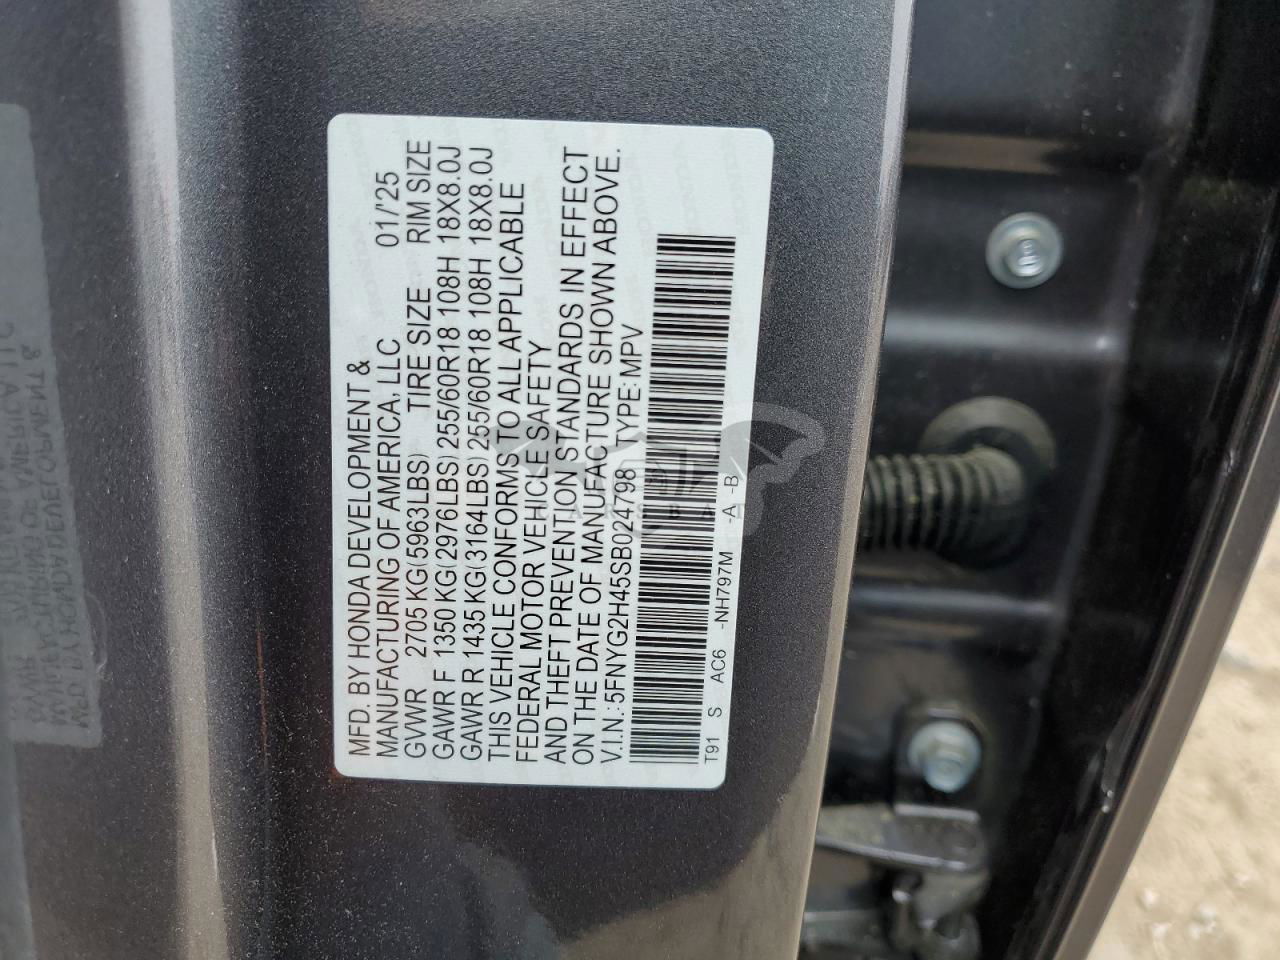 MFD. BY HONDA DEVELOPMENT &
MANUFACTURING OF AMERICA, LLC 01/'25
GVWR 2705 KG(5963LBS) TIRE SIZE RIM SIZE
GAWR F 1350 KG(2976LBS) 255/60R18 108H 18X8.0J
GAWR R 1435 KG(3164LBS) 255/60R18 108H 18X8.0J
THIS VEHICLE CONFORMS TO ALL APPLICABLE
FEDERAL MOTOR VEHICLE SAFETY
AND THEFT PREVENTION STANDARDS IN EFFECT
ON THE DATE OF MANUFACTURE SHOWN ABOVE.
V.I.N.: 5FNYG2H45SB024798 TYPE: MPV
T91 S AC6 -NH797M -A -B
CARSBAT